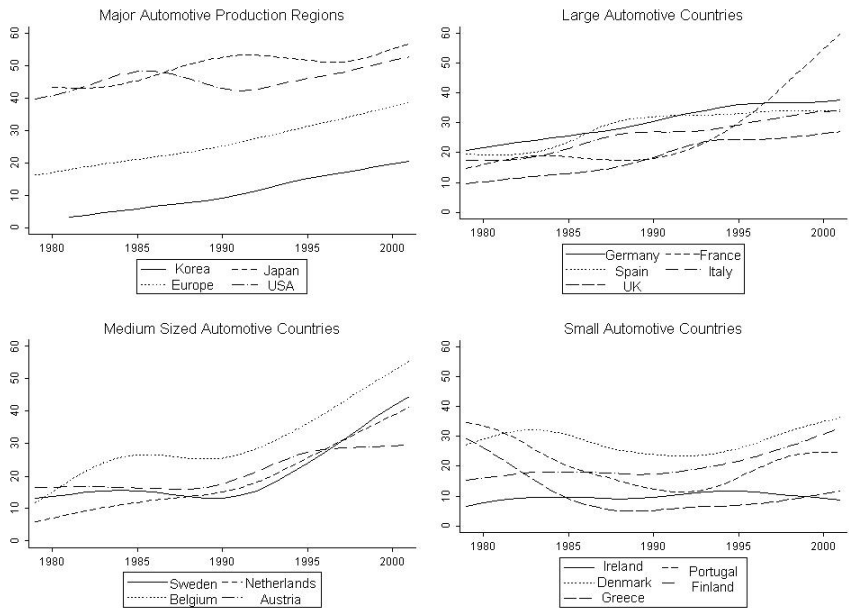 Major Automotive Production Regions
60
50
40
30
20
10
0
1980 1985 1990 1995 2000
Korea Japan
Europe USA
Large Automotive Countries
60
50
40
30
20
10
0
1980 1985 1990 1995 2000
Germany France
Spain Italy
UK
Medium Sized Automotive Countries
60
50
40
30
20
10
0
1980 1985 1990 1995 2000
Sweden Netherlands
Belgium Austria
Small Automotive Countries
60
50
40
30
20
10
0
1980 1985 1990 1995 2000
Ireland Portugal
Denmark Finland
Greece